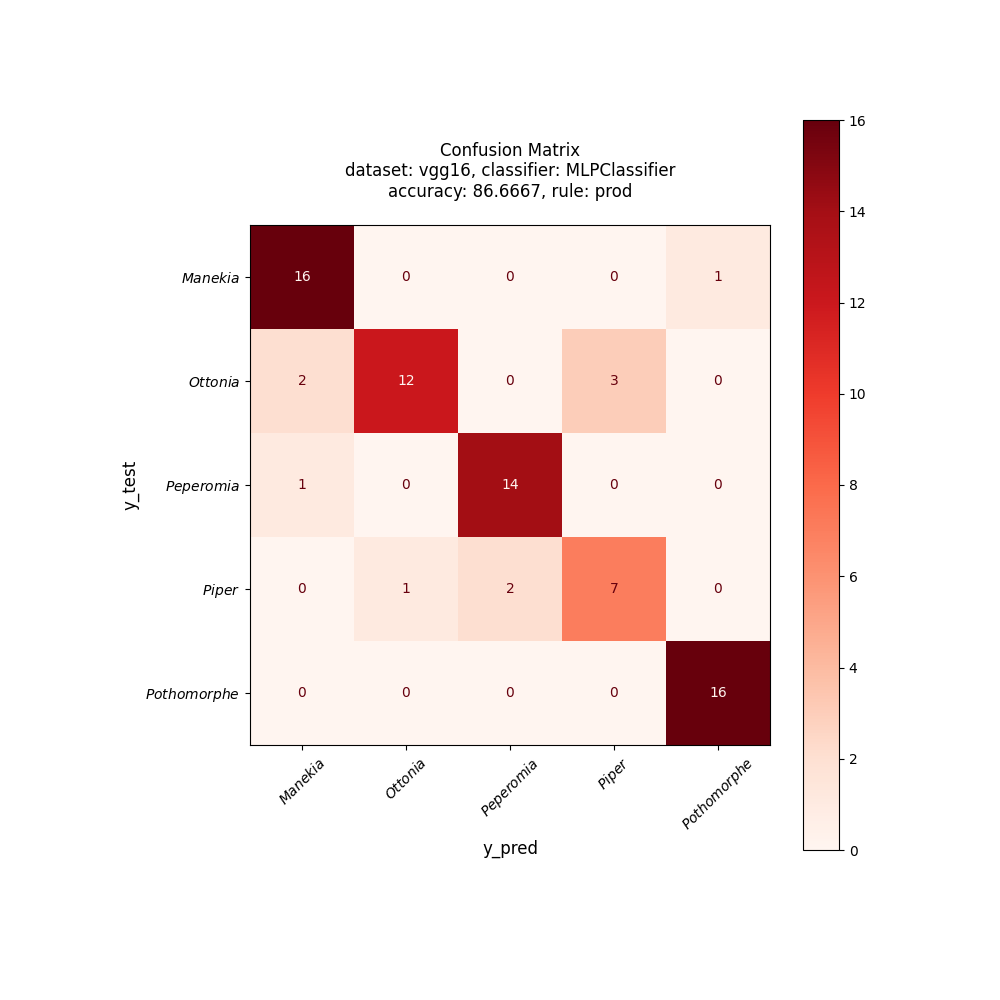 Confusion Matrix
dataset: vgg16, classifier: MLPClassifier
accuracy: 86.6667, rule: prod
y_test
Manekia 16 0 0 0 1
Ottonia 2 12 0 3 0
Peperomia 1 0 14 0 0
Piper 0 1 2 7 0
Pothomorphe 0 0 0 0 16
Manekia Ottonia Peperomia Piper Pothomorphe
y_pred
16
14
12
10
8
6
4
2
0